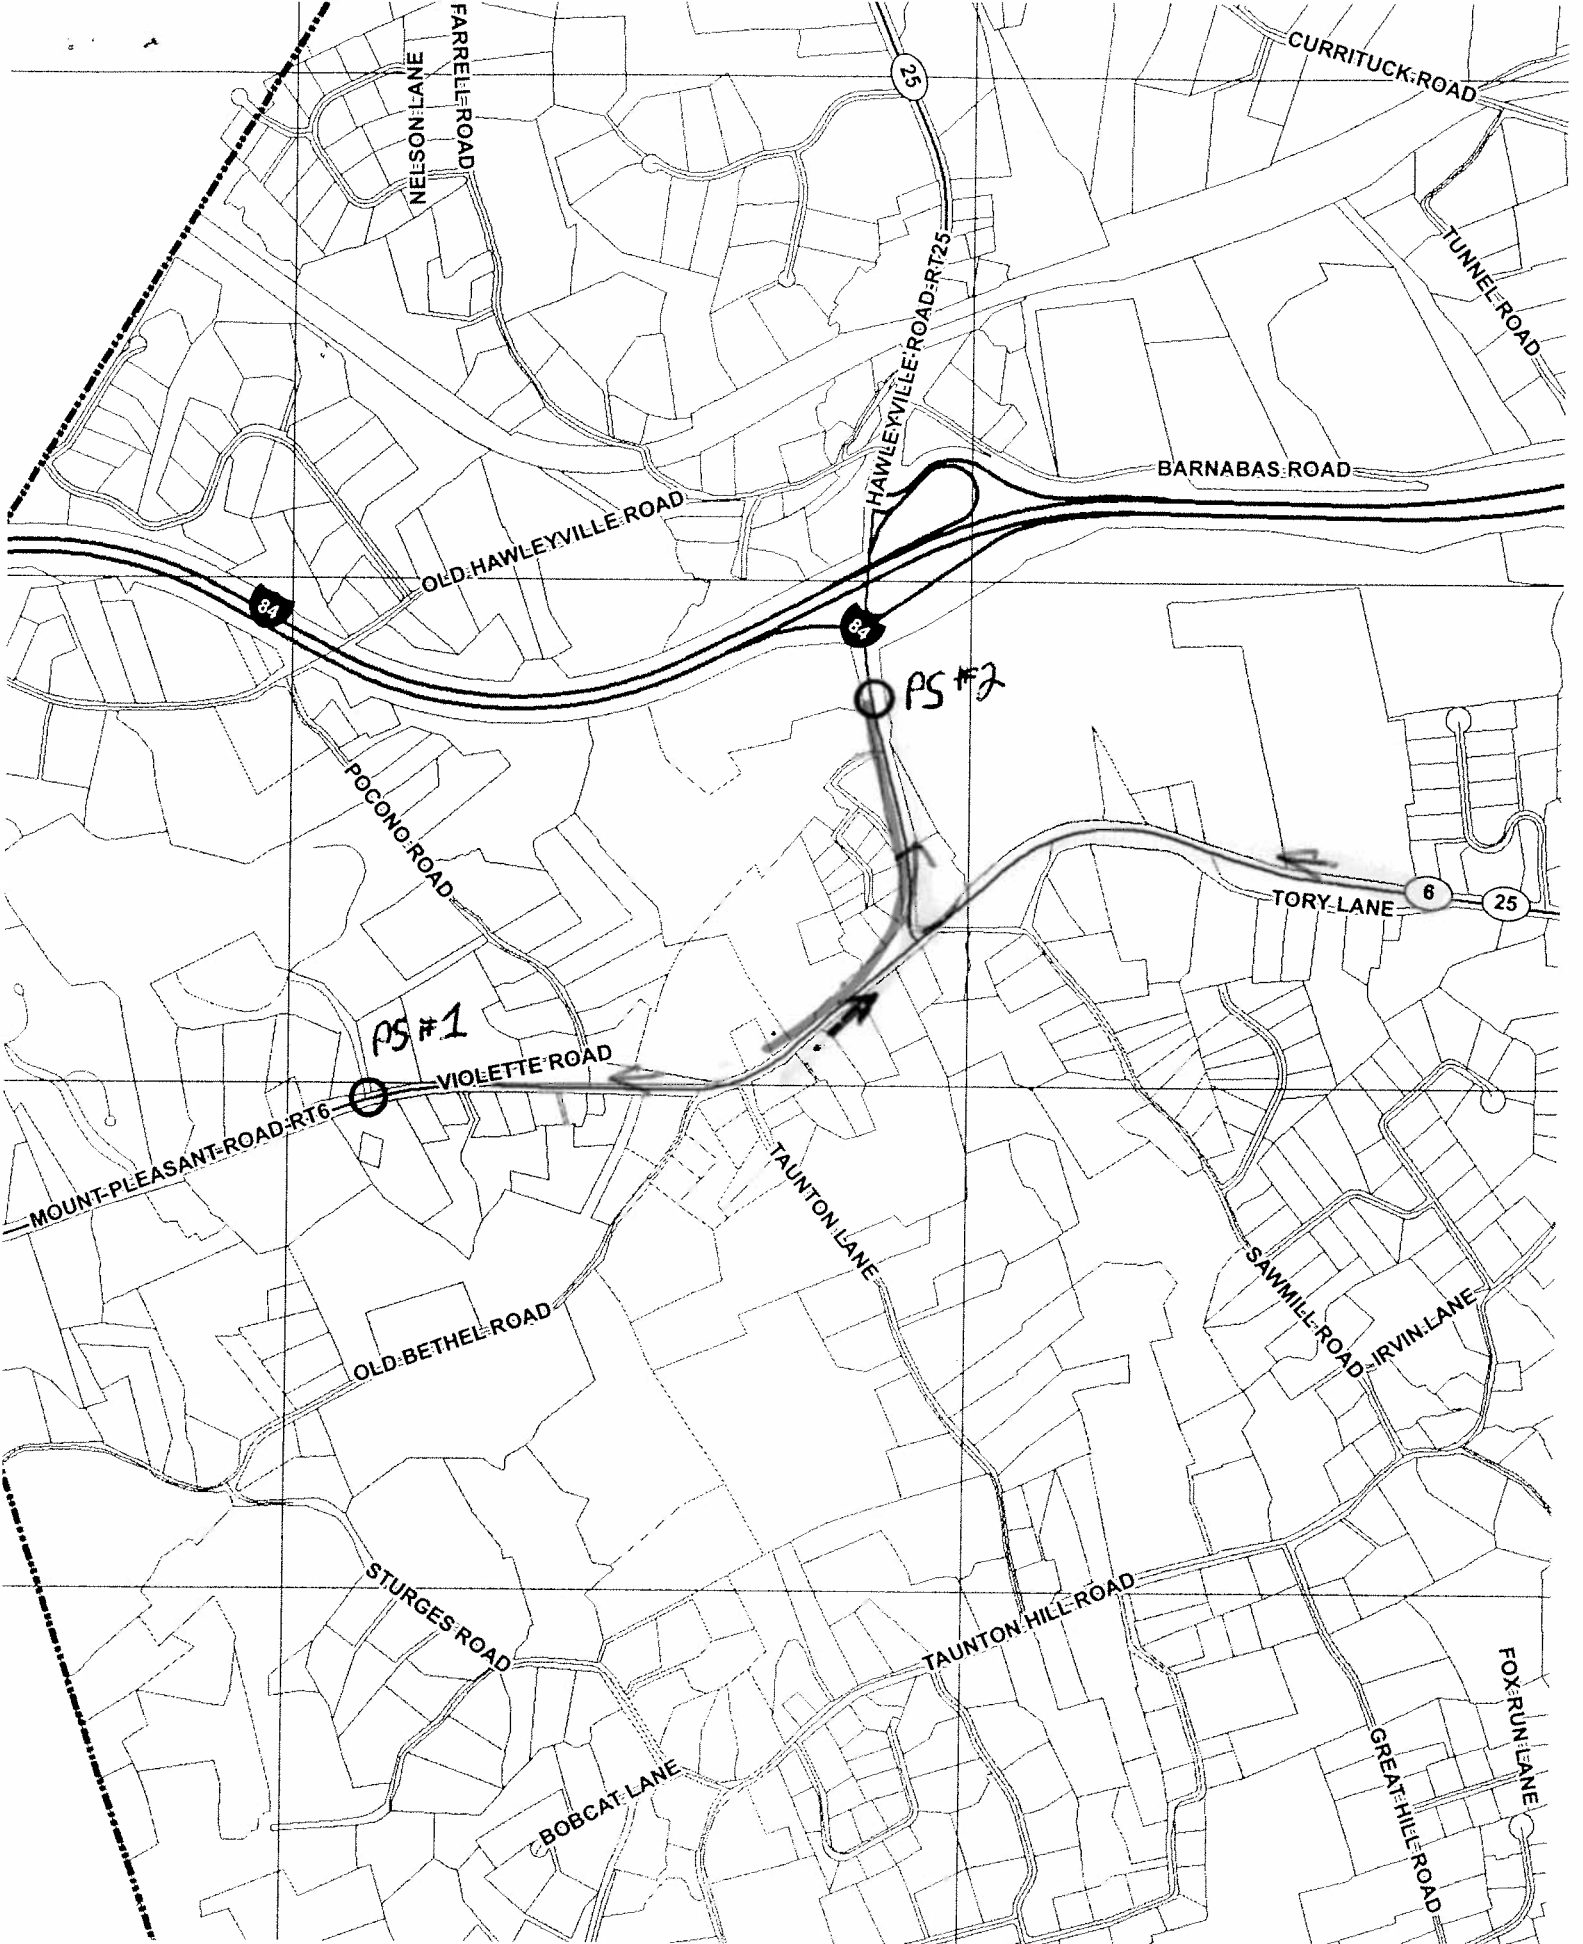 FARRELL ROAD
NELSON LANE
25
CURRITUCK ROAD
TUNNEL ROAD
HAWLEYVILLE ROAD-RT25
BARNABAS ROAD
OLD HAWLEYVILLE ROAD
84
84
PS #2
POCONO ROAD
6
25
TORY LANE
PS #1
VIOLETTE ROAD
MOUNT-PLEASANT-ROAD-RT6
TAUNTON LANE
SAWMILL ROAD
IRVIN LANE
OLD BETHEL ROAD
STURGES ROAD
TAUNTON HILL ROAD
FOX RUN LANE
GREAT HILL ROAD
BOBCAT LANE